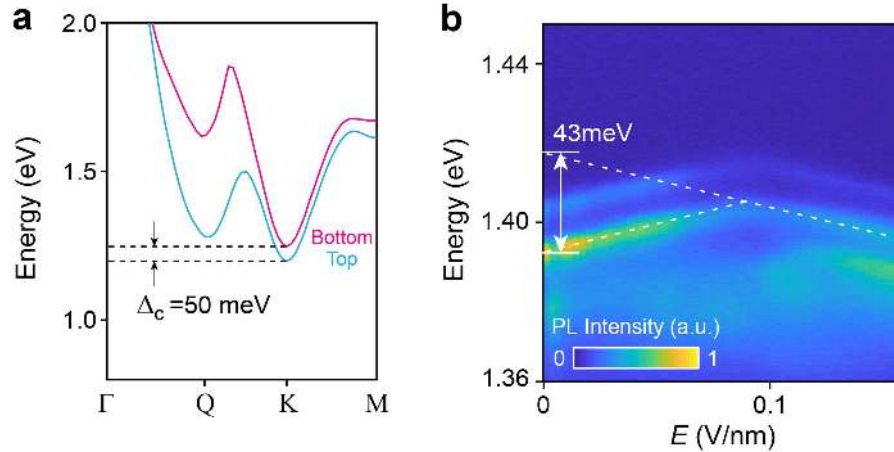 a
2.0
1.5
1.0
Energy (eV)
Bottom
Top
Δc =50 meV
Γ
Q
K
M
b
1.44
1.40
1.36
Energy (eV)
43meV
PL Intensity (a.u.)
0
1
0
0.1
E (V/nm)